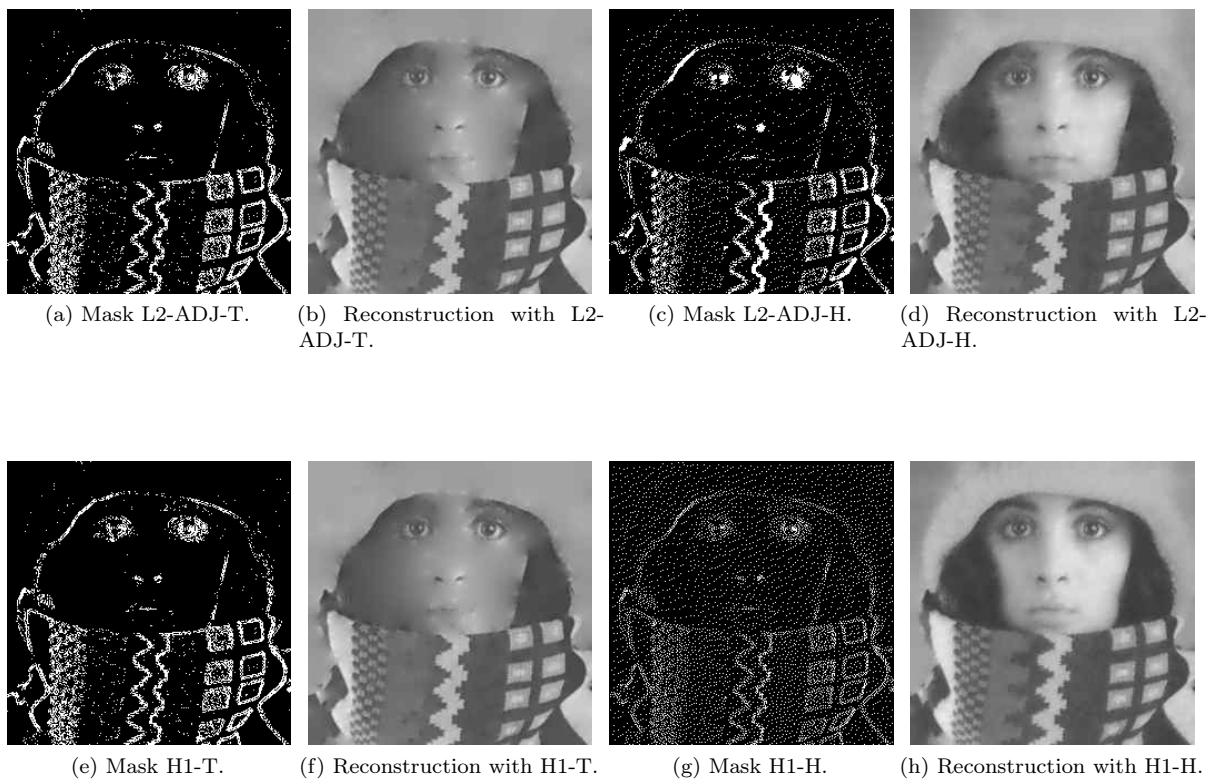 (a) Mask L2-ADJ-T.
(b) Reconstruction with L2-
ADJ-T.
(c) Mask L2-ADJ-H.
(d) Reconstruction with L2-
ADJ-H.
(e) Mask H1-T.
(f) Reconstruction with H1-T.
(g) Mask H1-H.
(h) Reconstruction with H1-H.